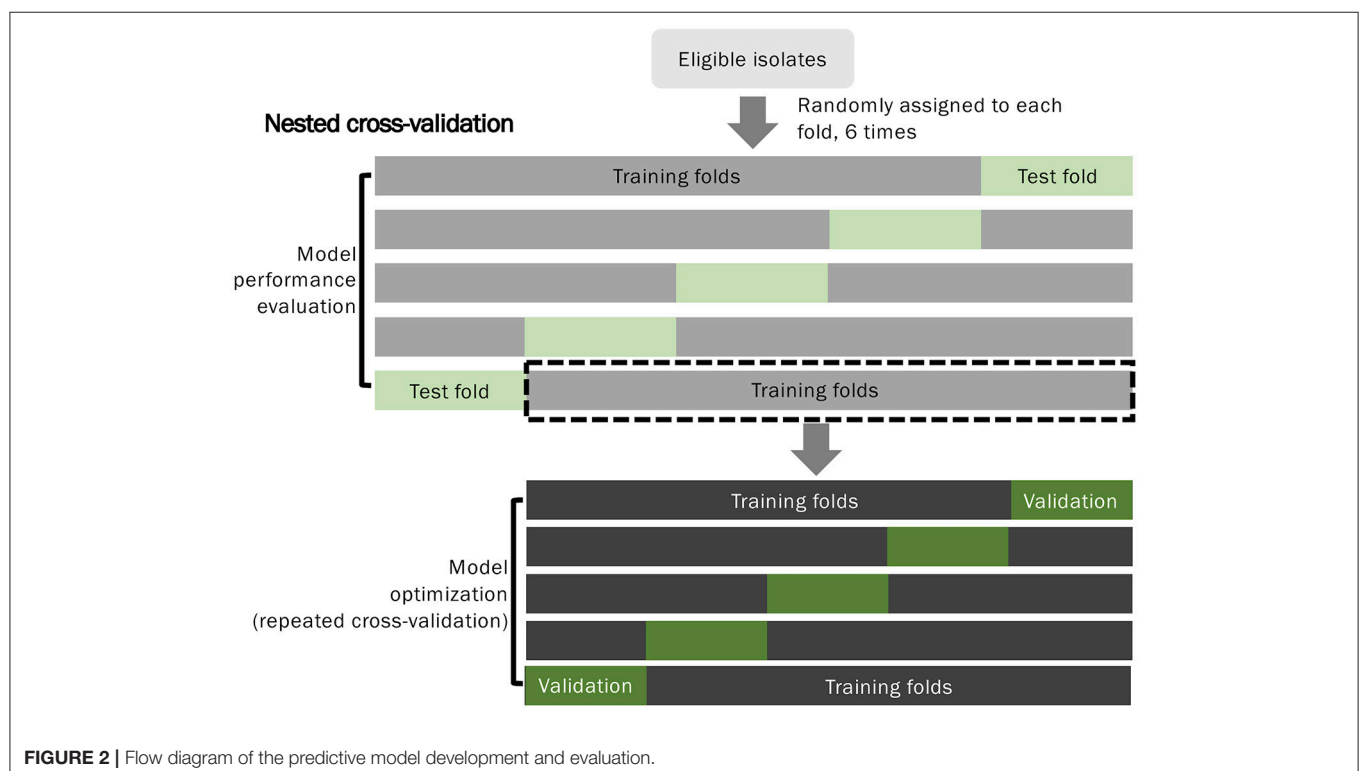 Eligible isolates
Randomly assigned to each
fold, 6 times
Nested cross-validation
Training folds
Test fold
Model
performance
evaluation
Test fold
Training folds
Training folds
Validation
Model
optimization
(repeated cross-validation)
Validation
Training folds
FIGURE 2 | Flow diagram of the predictive model development and evaluation.